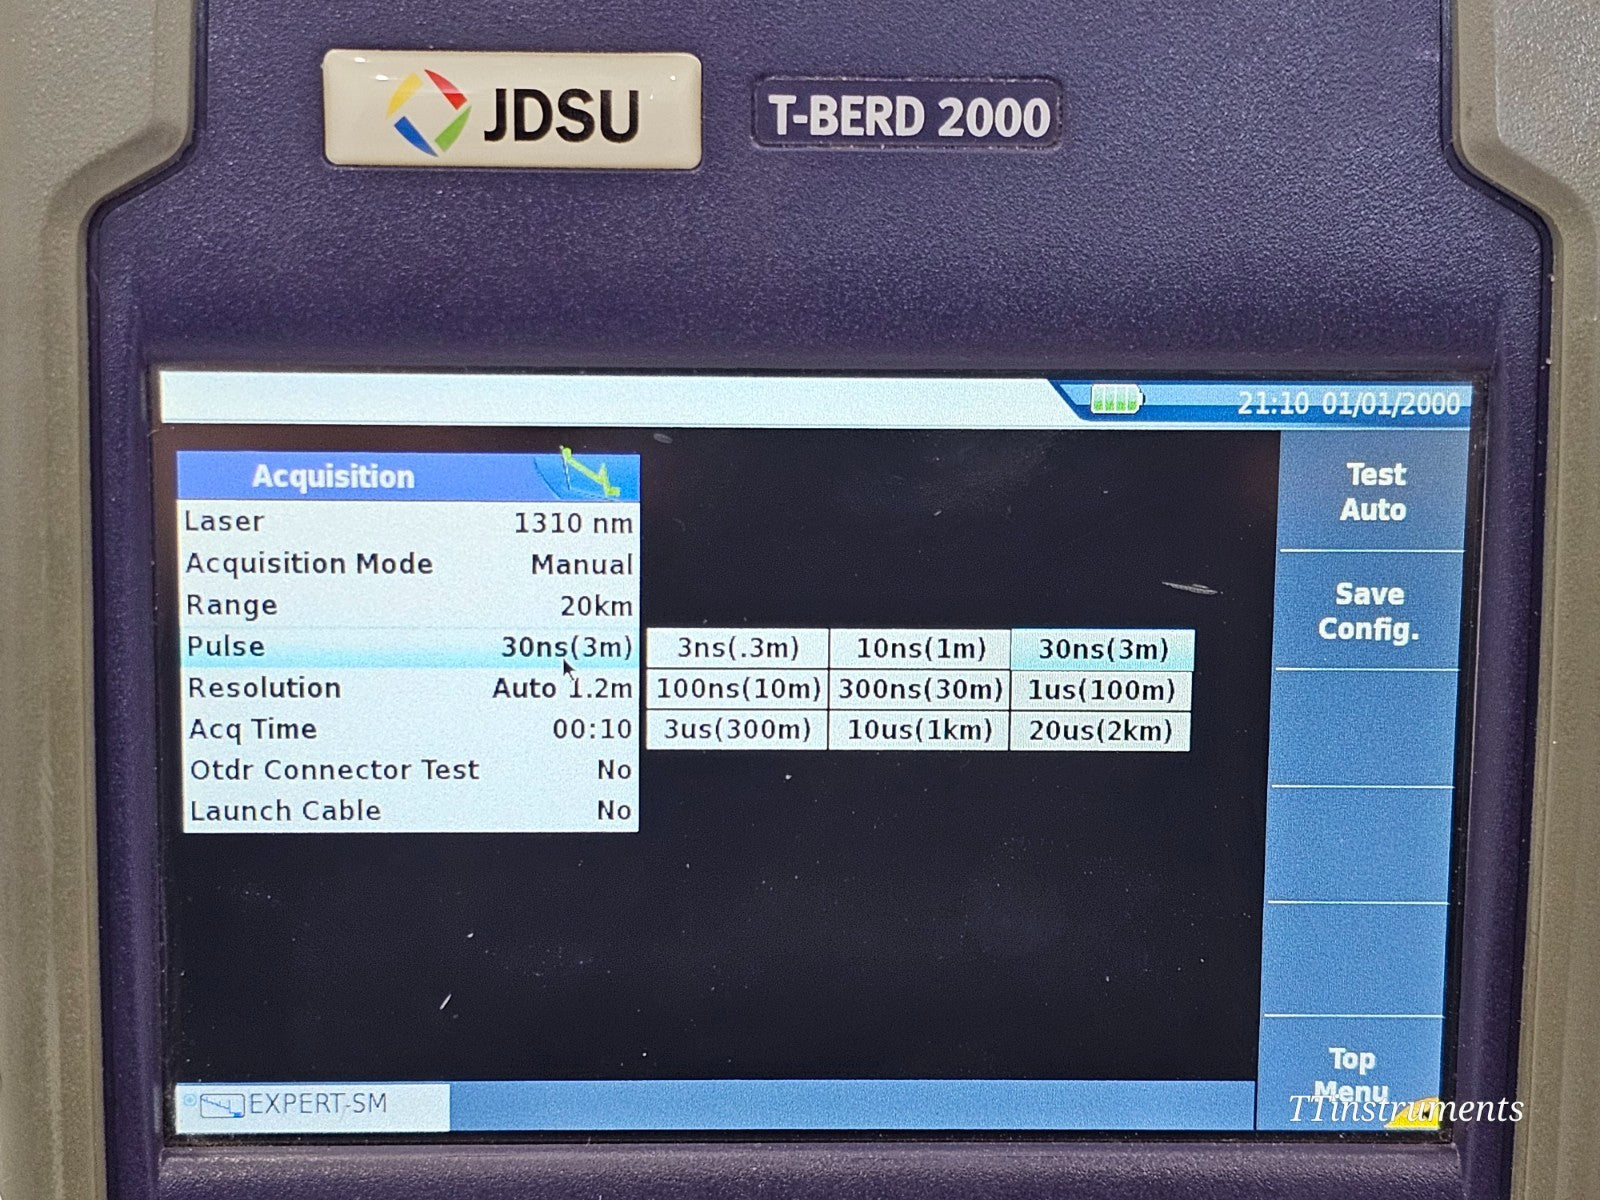 JDSU
T-BERD 2000
21:10 01/01/2000
Acquisition
Laser 1310 nm
Acquisition Mode Manual
Range 20km
Pulse 30ns(3m)
Resolution Auto 1.2m
Acq Time 00:10
Otdr Connector Test No
Launch Cable No
3ns(.3m) 10ns(1m) 30ns(3m)
100ns(10m) 300ns(30m) 1us(100m)
3us(300m) 10us(1km) 20us(2km)
Test
Auto
Save
Config.
Top
Menu
EXPERT-SM
TTinstruments